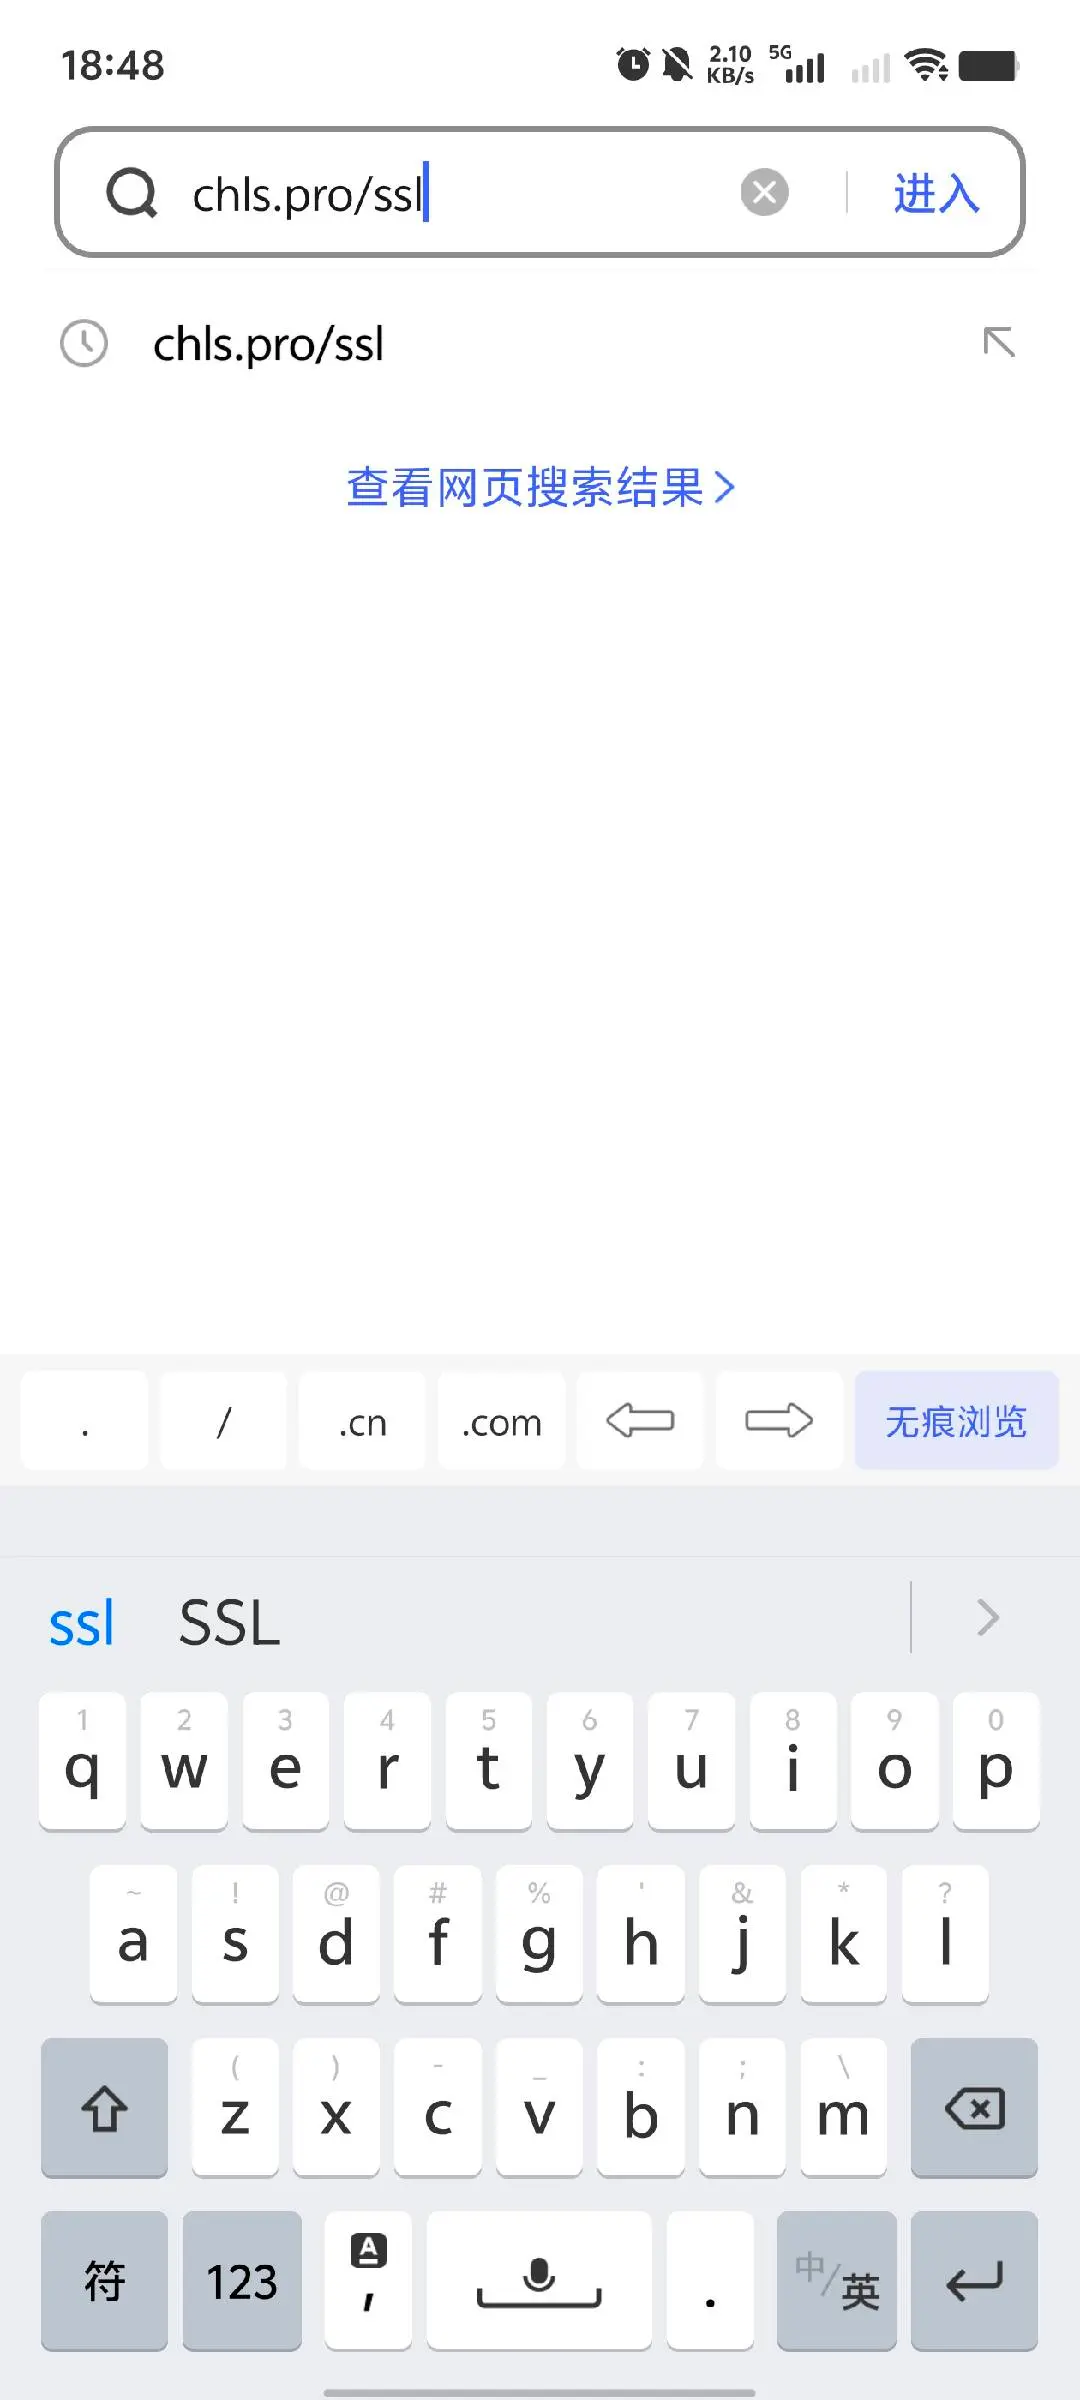 18:48 2.10 KB/s 5G
chls.pro/ssl 进入
chls.pro/ssl
查看网页搜索结果
. / .cn .com 无痕浏览
ssl SSL
1 2 3 4 5 6 7 8 9 0
q w e r t y u i o p
~ ! @ # % ' & * ?
a s d f g h j k l
( ) - _ : ; \
z x c v b n m
符 123 A , . 中/英